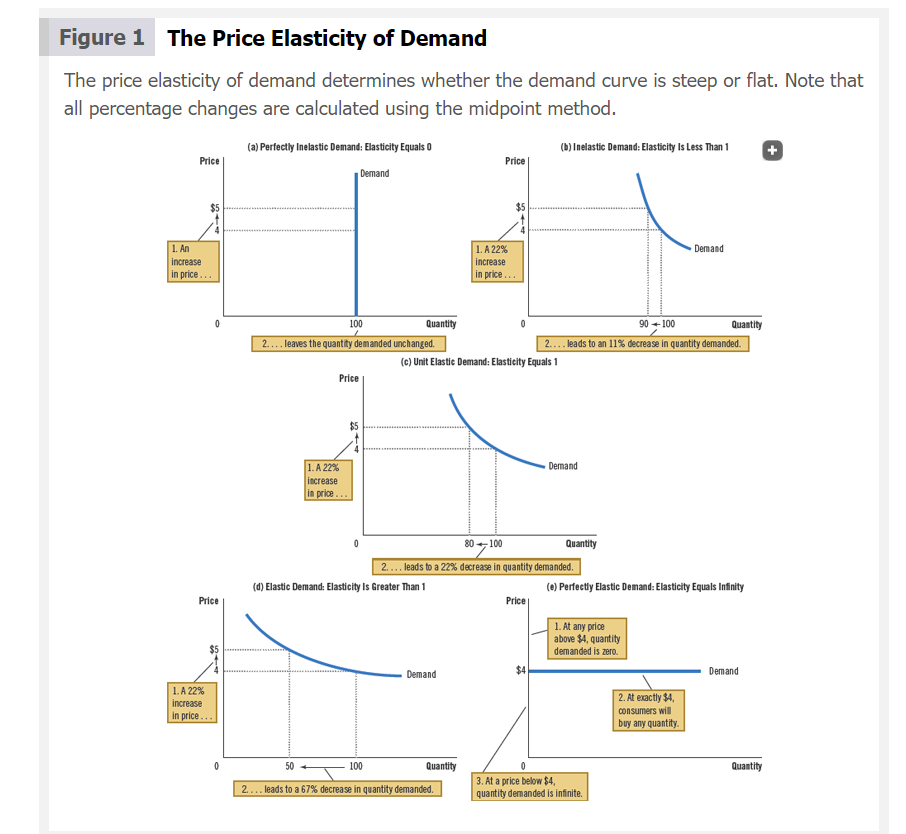 Figure 1 The Price Elasticity of Demand
The price elasticity of demand determines whether the demand curve is steep or flat. Note that
all percentage changes are calculated using the midpoint method.
(a) Perfectly Inelastic Demand: Elasticity Equals 0
Price
Demand
$5
4
1. An
increase
in price . . .
0
100
Quantity
2. . . . leaves the quantity demanded unchanged.
(b) Inelastic Demand: Elasticity Is Less Than 1
+
Price
$5
4
1. A 22%
increase
in price . . .
Demand
0
90
100
Quantity
2. . . . leads to an 11% decrease in quantity demanded.
(c) Unit Elastic Demand: Elasticity Equals 1
Price
$5
4
1. A 22%
increase
in price . . .
Demand
0
80
100
Quantity
2. . . . leads to a 22% decrease in quantity demanded.
(d) Elastic Demand: Elasticity Is Greater Than 1
Price
$5
4
1. A 22%
increase
in price . . .
Demand
0
50
100
Quantity
2. . . . leads to a 67% decrease in quantity demanded.
(e) Perfectly Elastic Demand: Elasticity Equals Infinity
Price
1. At any price
above $4, quantity
demanded is zero.
$4
Demand
2. At exactly $4,
consumers will
buy any quantity.
0
Quantity
3. At a price below $4,
quantity demanded is infinite.